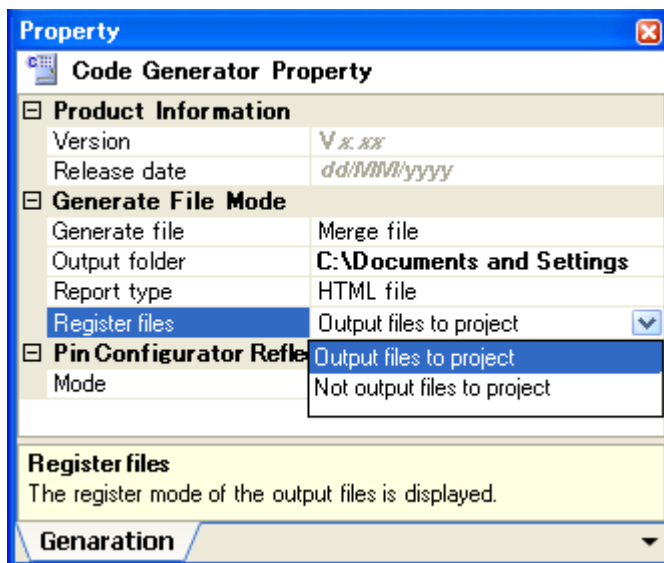 Property
Code Generator Property
Product Information
Version V x.xx
Release date dd/MM/yyyy
Generate File Mode
Generate file Merge file
Output folder C:\Documents and Settings
Report type HTML file
Register files Output files to project
Pin Configurator Refle Output files to project
Mode Not output files to project
Register files
The register mode of the output files is displayed.
Genaration